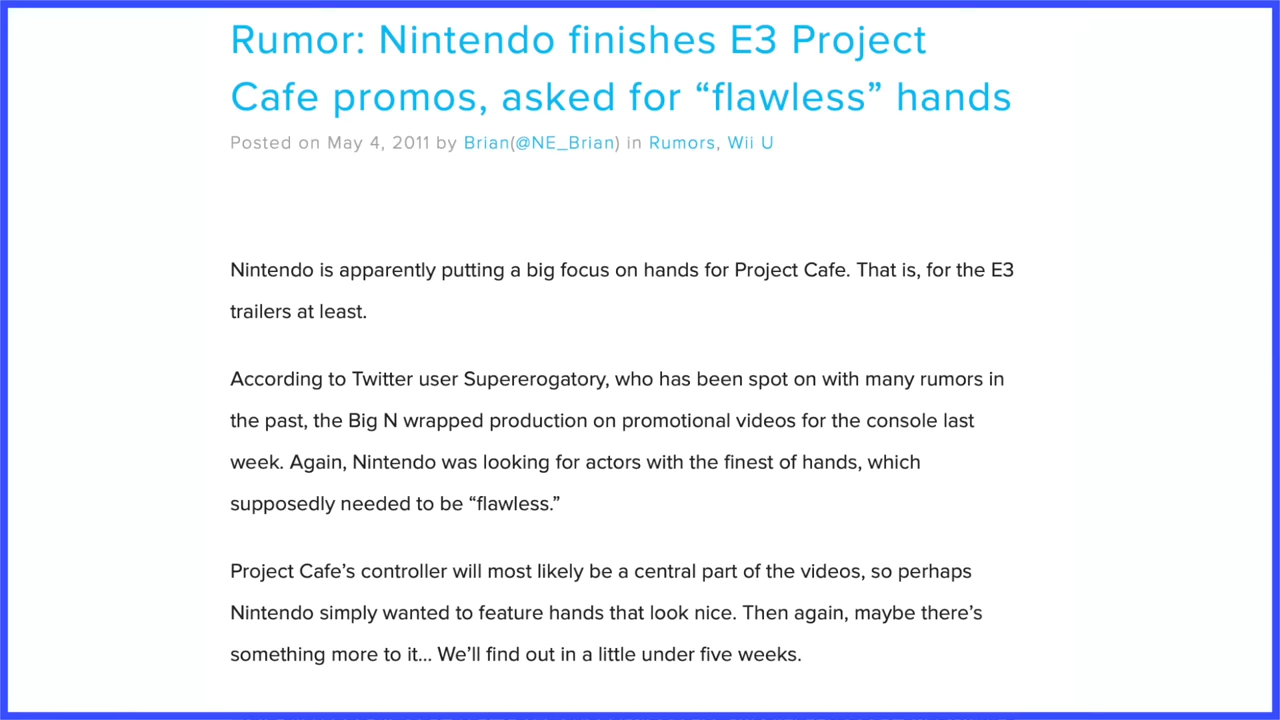 Rumor: Nintendo finishes E3 Project
Cafe promos, asked for “flawless” hands
Posted on May 4, 2011 by Brian(@NE_Brian) in Rumors, Wii U
Nintendo is apparently putting a big focus on hands for Project Cafe. That is, for the E3
trailers at least.
According to Twitter user Supererogatory, who has been spot on with many rumors in
the past, the Big N wrapped production on promotional videos for the console last
week. Again, Nintendo was looking for actors with the finest of hands, which
supposedly needed to be “flawless.”
Project Cafe’s controller will most likely be a central part of the videos, so perhaps
Nintendo simply wanted to feature hands that look nice. Then again, maybe there’s
something more to it… We’ll find out in a little under five weeks.